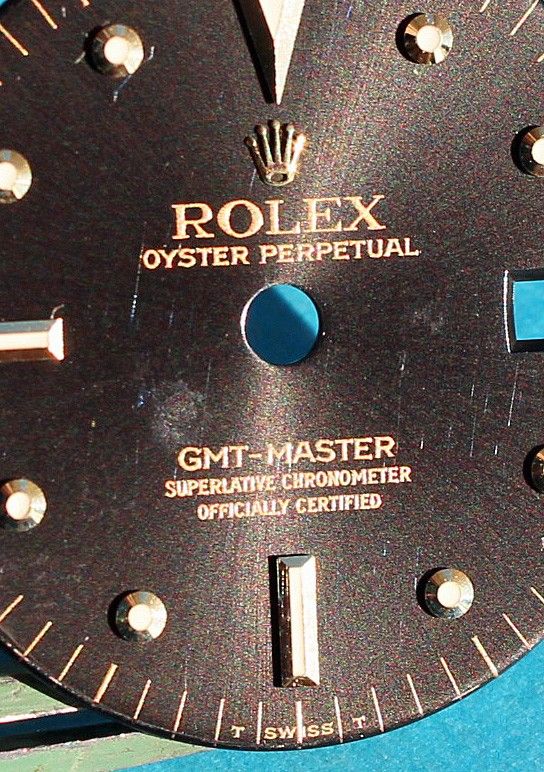 ROLEX
OYSTER PERPETUAL
GMT-MASTER
SUPERLATIVE CHRONOMETER
OFFICIALLY CERTIFIED
T SWISS T